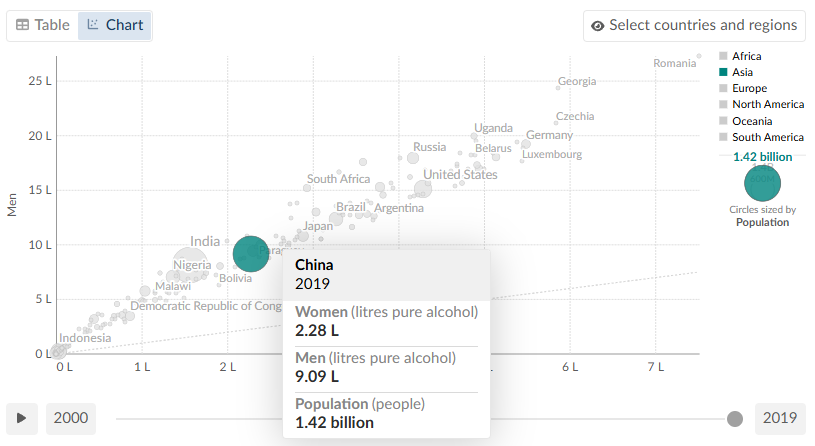 Table
Chart
Select countries and regions
Men
25 L
20 L
15 L
10 L
5 L
0 L
Romania
Georgia
Czechia
Uganda
Germany
Russia
Belarus
Luxembourg
South Africa
United States
Brazil
Argentina
Japan
India
Nigeria
Bolivia
Malawi
Democratic Republic of Cong
Indonesia
0 L
1 L
2 L
6 L
7 L
Africa
Asia
Europe
North America
Oceania
South America
1.42 billion
Circles sized by
Population
China
2019
Women (litres pure alcohol)
2.28 L
Men (litres pure alcohol)
9.09 L
Population (people)
1.42 billion
2000
2019